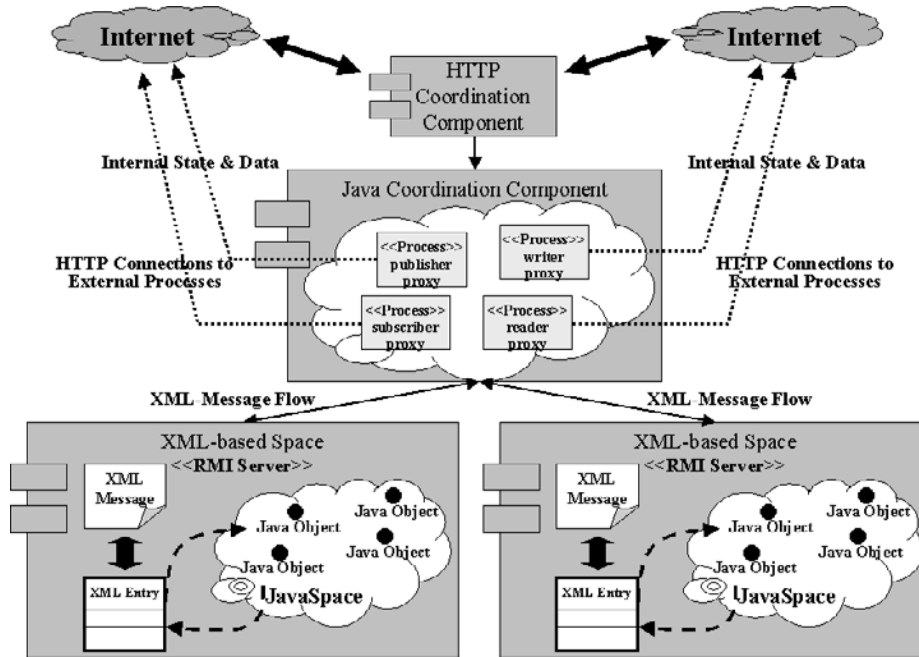 Internet
Internet
HTTP
Coordination
Component
Internal State & Data
Internal State & Data
Java Coordination Component
<<Process>>
publisher
proxy
<<Process>>
writer
proxy
HTTP Connections to
External Processes
HTTP Connections to
External Processes
<<Process>>
subscriber
proxy
<<Process>>
reader
proxy
XML-Message Flow
XML-Message Flow
XML-based Space
<<RMI Server>>
XML
Message
Java Object
Java Object
Java Object
Java Object
XML Entry
JavaSpace
XML-based Space
<<RMI Server>>
XML
Message
Java Object
Java Object
Java Object
Java Object
XML Entry
JavaSpace